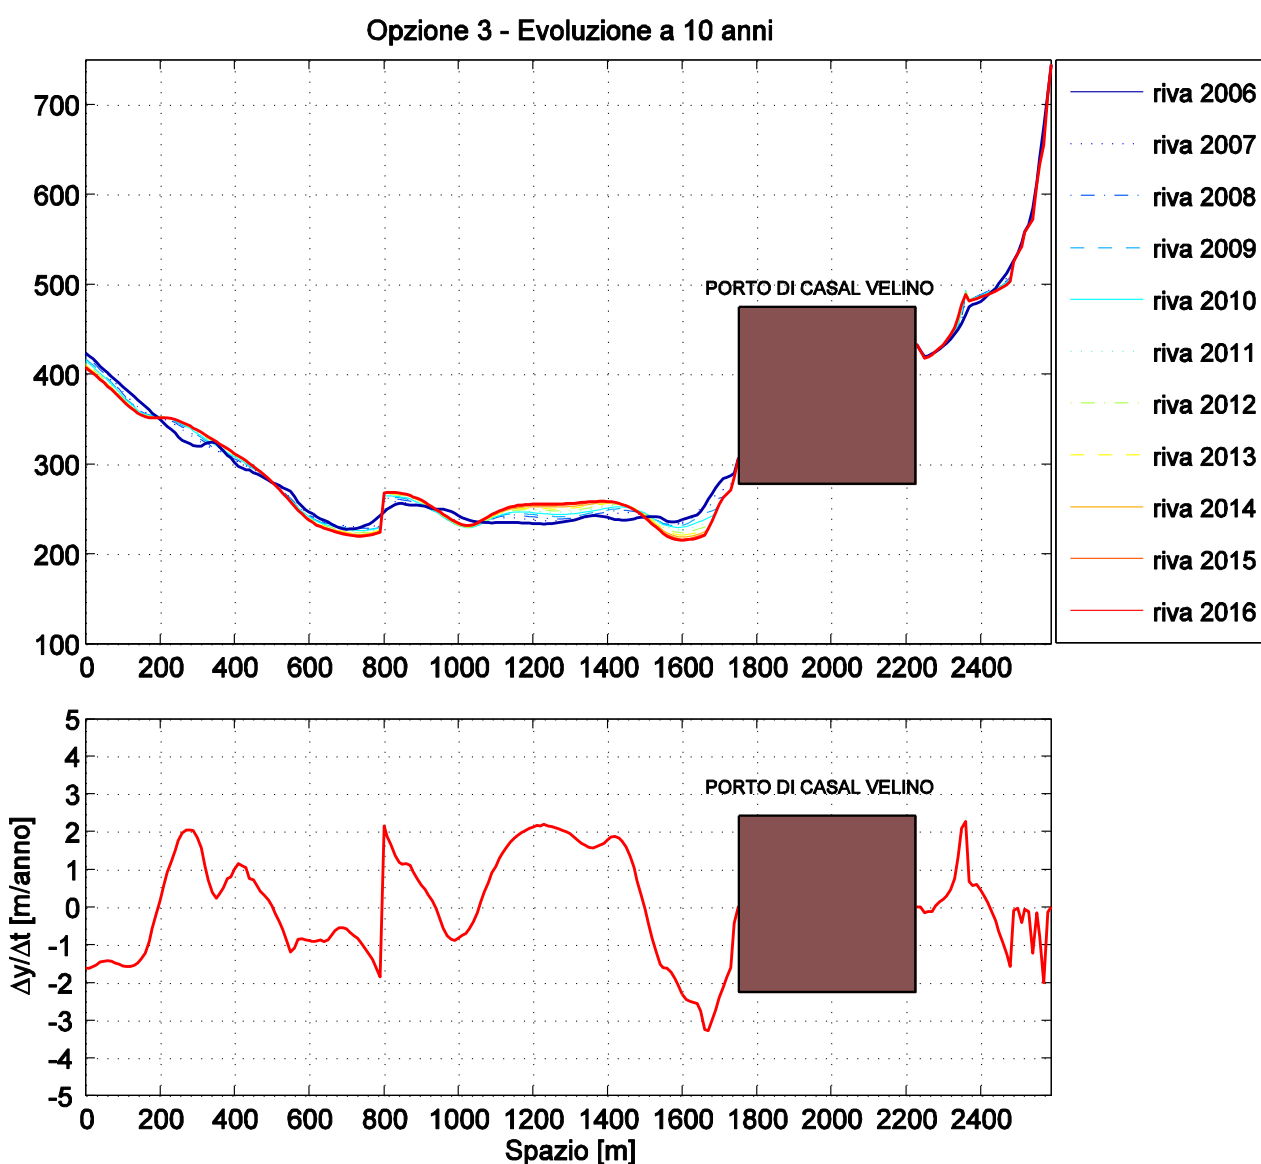 Opzione 3 - Evoluzione a 10 anni
700
600
500
400
300
200
100
0 200 400 600 800 1000 1200 1400 1600 1800 2000 2200 2400
PORTO DI CASAL VELINO
riva 2006
riva 2007
riva 2008
riva 2009
riva 2010
riva 2011
riva 2012
riva 2013
riva 2014
riva 2015
riva 2016
5
4
3
2
1
0
-1
-2
-3
-4
-5
Δy/Δt [m/anno]
PORTO DI CASAL VELINO
0 200 400 600 800 1000 1200 1400 1600 1800 2000 2200 2400
Spazio [m]